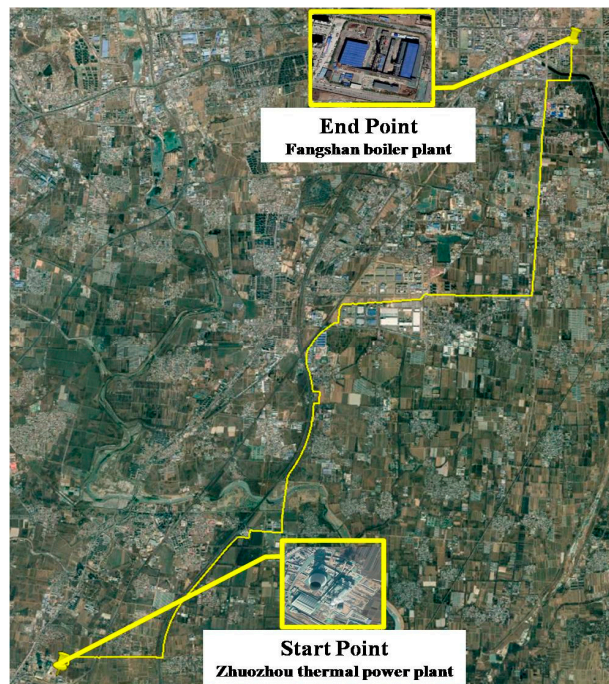 End Point
Fangshan boiler plant
Start Point
Zhuozhou thermal power plant